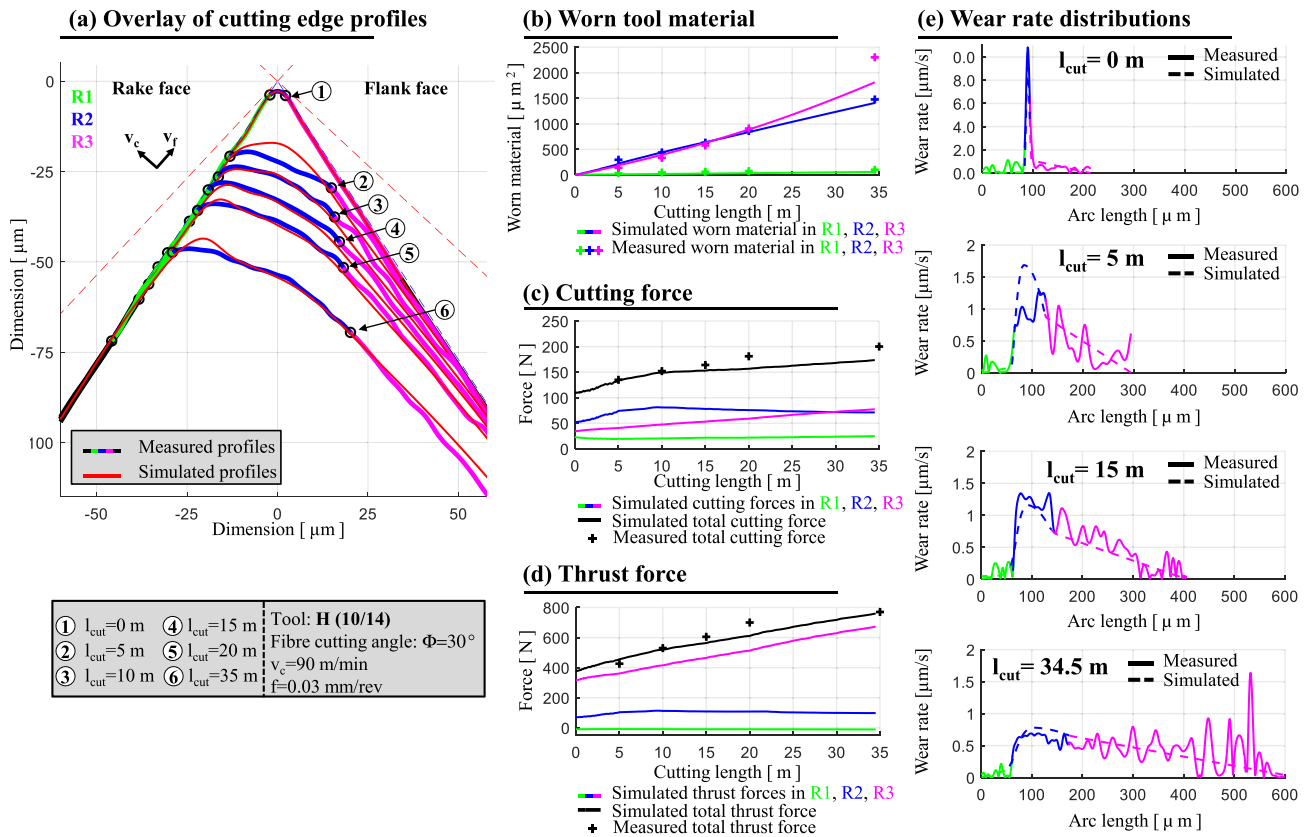 (a) Overlay of cutting edge profiles
0
-25
-50
-75
100
Dimension [µm]
-50
-25
0
25
50
Dimension [ µm]
Rake face
Flank face
R1
R2
R3
v_c
v_f
1
2
3
4
5
6
Measured profiles
Simulated profiles
① l_cut=0 m
② l_cut=5 m
③ l_cut=10 m
④ l_cut=15 m
⑤ l_cut=20 m
⑥ l_cut=35 m
Tool: H (10/14)
Fibre cutting angle: Φ=30°
v_c=90 m/min
f=0.03 mm/rev
(b) Worn tool material
2500
2000
1500
1000
500
0
Worn material [ µ m²]
0 5 10 15 20 25 30 35
Cutting length [ m]
Simulated worn material in R1, R2, R3
Measured worn material in R1, R2, R3
(c) Cutting force
250
200
150
100
50
0
Force [ N]
0 5 10 15 20 25 30 35
Cutting length [ m]
Simulated cutting forces in R1, R2, R3
Simulated total cutting force
Measured total cutting force
(d) Thrust force
800
600
400
200
0
Force [ N]
0 5 10 15 20 25 30 35
Cutting length [ m]
Simulated thrust forces in R1, R2, R3
Simulated total thrust force
Measured total thrust force
(e) Wear rate distributions
0.0
8.0
6.0
4.0
2.0
0.0
Wear rate [µm/s]
l_cut= 0 m
Measured
Simulated
0 100 200 300 400 500 600
Arc length [ µ m]
2
1.5
1
0.5
0
Wear rate [µm/s]
l_cut= 5 m
Measured
Simulated
0 100 200 300 400 500 600
Arc length [ µ m]
2
1.5
1
0.5
0
Wear rate [µm/s]
l_cut= 15 m
Measured
Simulated
0 100 200 300 400 500 600
Arc length [ µ m]
2
1.5
1
0.5
0
Wear rate [µm/s]
l_cut= 34.5 m
Measured
Simulated
0 100 200 300 400 500 600
Arc length [ µ m]